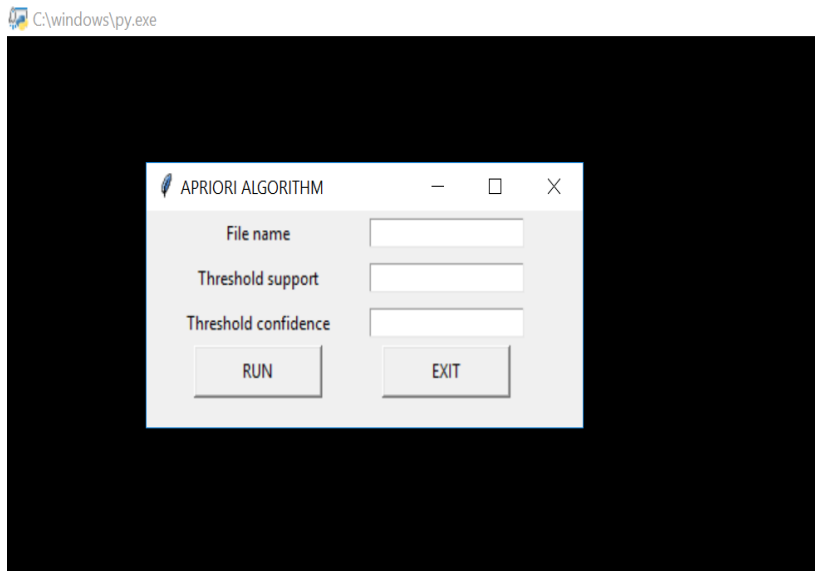 C:\windows\py.exe
APRIORI ALGORITHM
File name
Threshold support
Threshold confidence
RUN EXIT